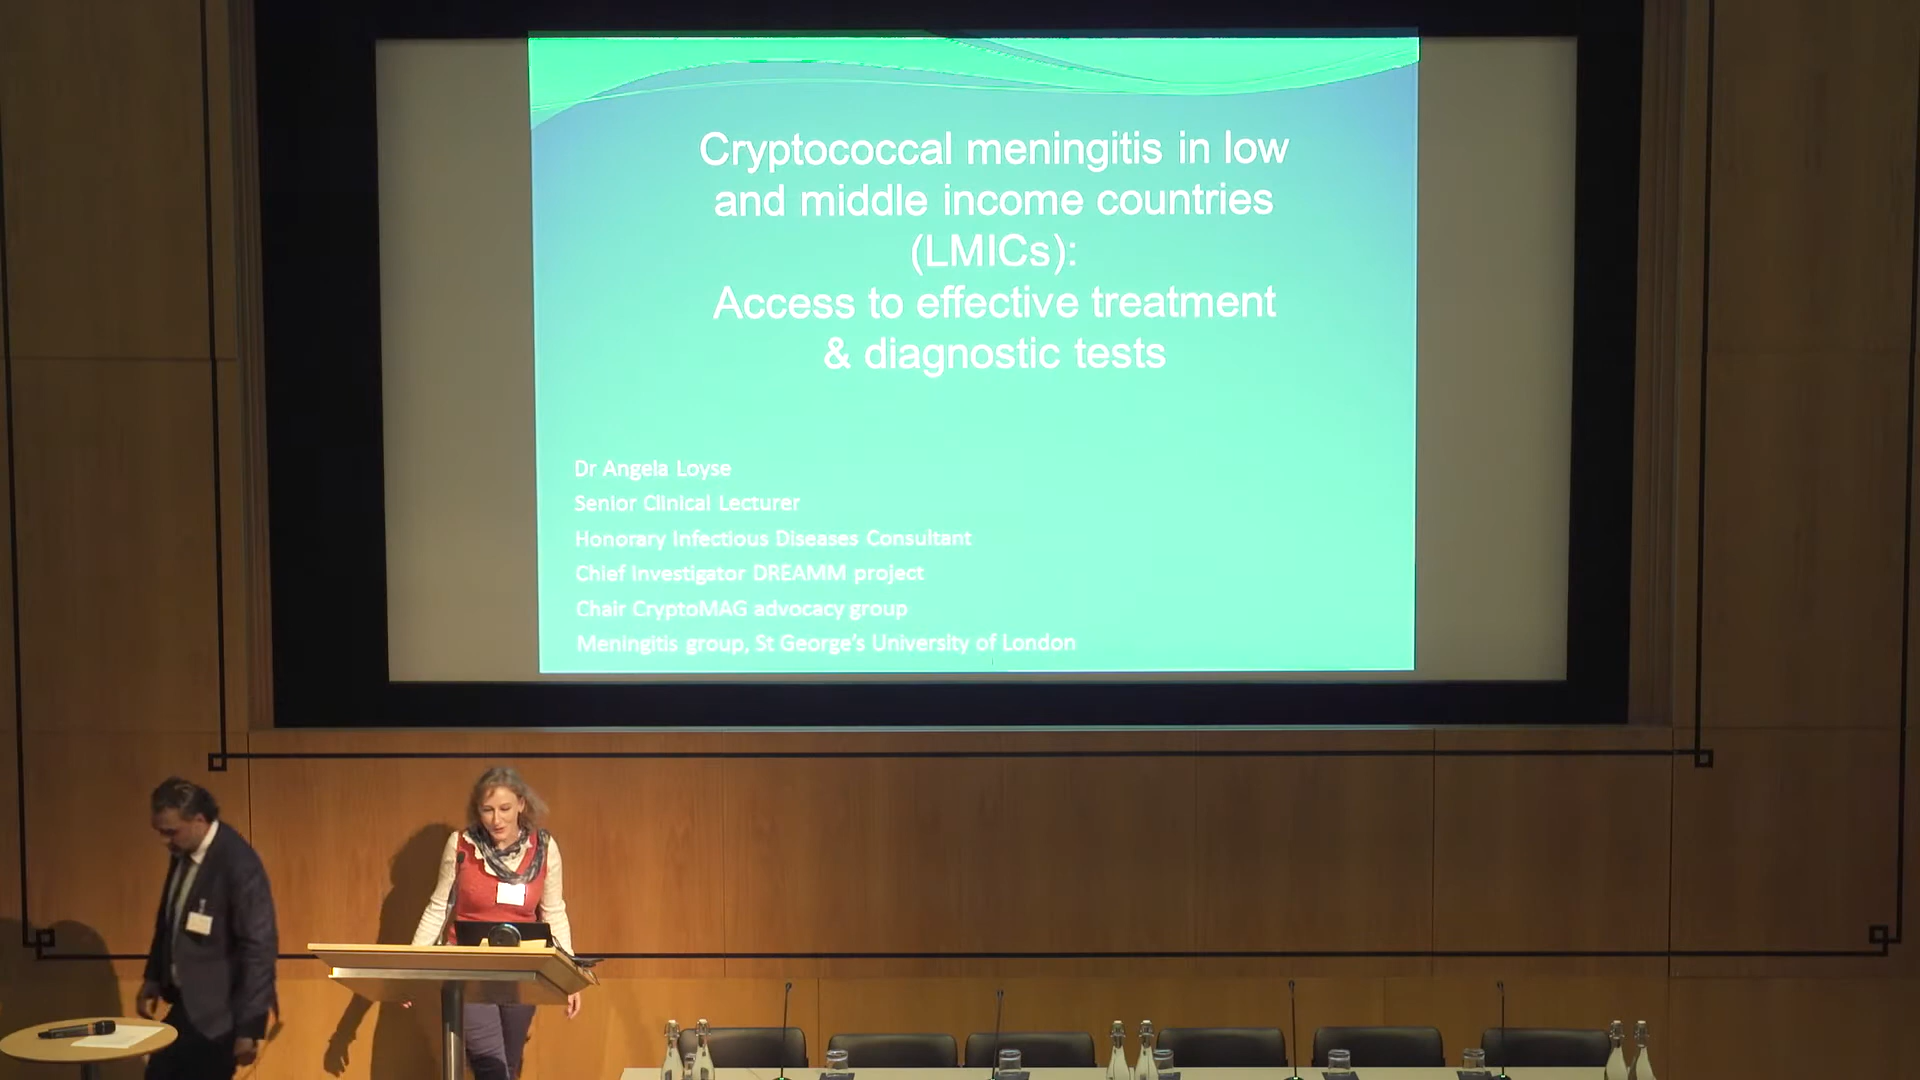 Cryptococcal meningitis in low
and middle income countries
(LMICs):
Access to effective treatment
& diagnostic tests
Dr Angela Loyse
Senior Clinical Lecturer
Honorary Infectious Diseases Consultant
Chief Investigator DREAMM project
Chair CryptoMAG advocacy group
Meningitis group, St George's University of London